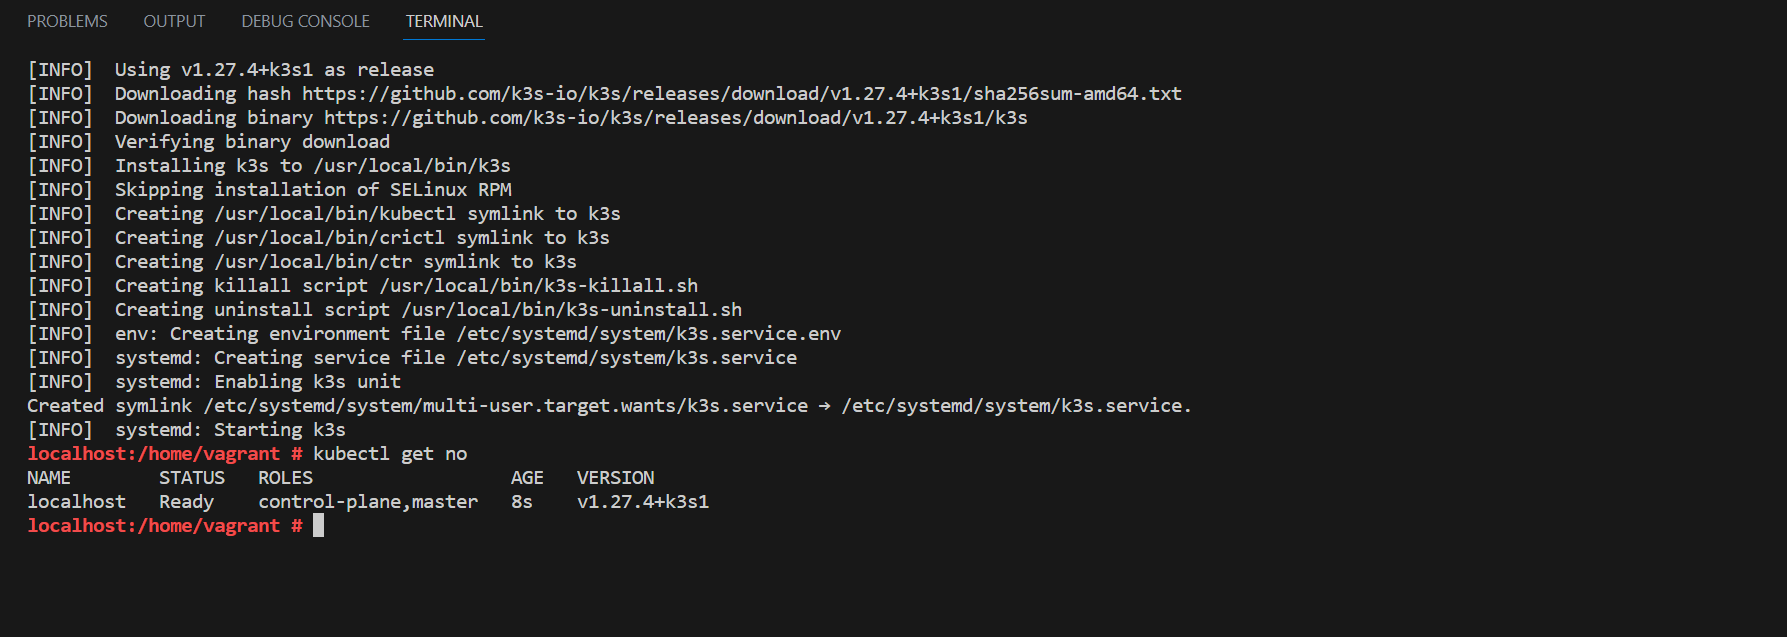 PROBLEMS OUTPUT DEBUG CONSOLE TERMINAL
[INFO]  Using v1.27.4+k3s1 as release
[INFO]  Downloading hash https://github.com/k3s-io/k3s/releases/download/v1.27.4+k3s1/sha256sum-amd64.txt
[INFO]  Downloading binary https://github.com/k3s-io/k3s/releases/download/v1.27.4+k3s1/k3s
[INFO]  Verifying binary download
[INFO]  Installing k3s to /usr/local/bin/k3s
[INFO]  Skipping installation of SELinux RPM
[INFO]  Creating /usr/local/bin/kubectl symlink to k3s
[INFO]  Creating /usr/local/bin/crictl symlink to k3s
[INFO]  Creating /usr/local/bin/ctr symlink to k3s
[INFO]  Creating killall script /usr/local/bin/k3s-killall.sh
[INFO]  Creating uninstall script /usr/local/bin/k3s-uninstall.sh
[INFO]  env: Creating environment file /etc/systemd/system/k3s.service.env
[INFO]  systemd: Creating service file /etc/systemd/system/k3s.service
[INFO]  systemd: Enabling k3s unit
Created symlink /etc/systemd/system/multi-user.target.wants/k3s.service → /etc/systemd/system/k3s.service.
[INFO]  systemd: Starting k3s
localhost:/home/vagrant # kubectl get no
NAME        STATUS   ROLES                  AGE   VERSION
localhost   Ready    control-plane,master   8s    v1.27.4+k3s1
localhost:/home/vagrant #